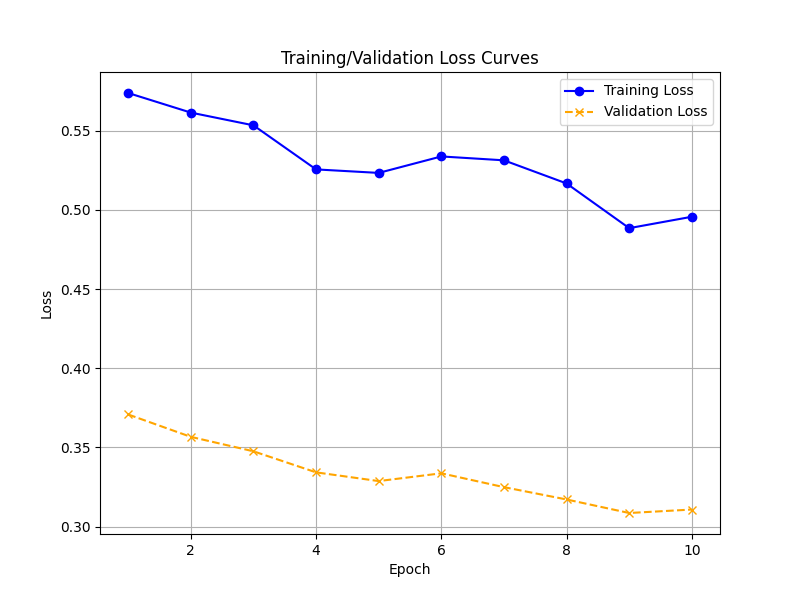 Training/Validation Loss Curves
Training Loss
Validation Loss
0.55
0.50
0.45
0.40
0.35
0.30
Loss
2 4 6 8 10
Epoch